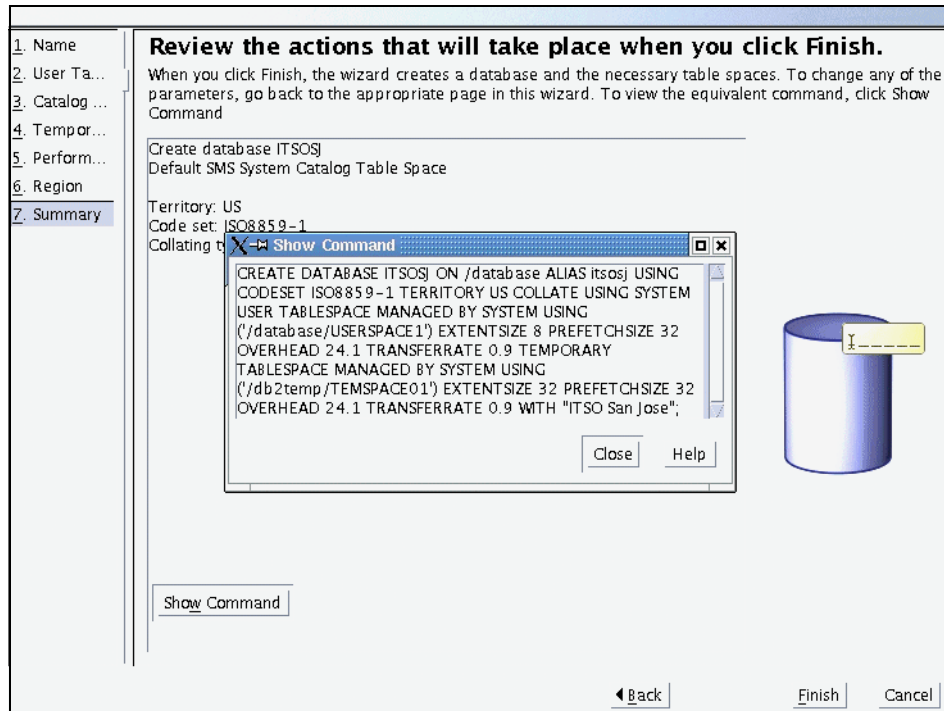 1. Name
2. User Ta...
3. Catalog ...
4. Tempor...
5. Perform...
6. Region
7. Summary
Review the actions that will take place when you click Finish.
When you click Finish, the wizard creates a database and the necessary table spaces. To change any of the
parameters, go back to the appropriate page in this wizard. To view the equivalent command, click Show
Command
Create database ITSOSJ
Default SMS System Catalog Table Space
Territory: US
Code set: ISO8859-1
Collating t
Show Command
CREATE DATABASE ITSOSJ ON /database ALIAS itsosj USING
CODESET ISO8859-1 TERRITORY US COLLATE USING SYSTEM
USER TABLESPACE MANAGED BY SYSTEM USING
('/database/USERSPACE1') EXTENTSIZE 8 PREFETCHSIZE 32
OVERHEAD 24.1 TRANSFERRATE 0.9 TEMPORARY
TABLESPACE MANAGED BY SYSTEM USING
('/db2temp/TEMSPACE01') EXTENTSIZE 32 PREFETCHSIZE 32
OVERHEAD 24.1 TRANSFERRATE 0.9 WITH "ITSO San Jose";
Close Help
Show Command
Back Finish Cancel